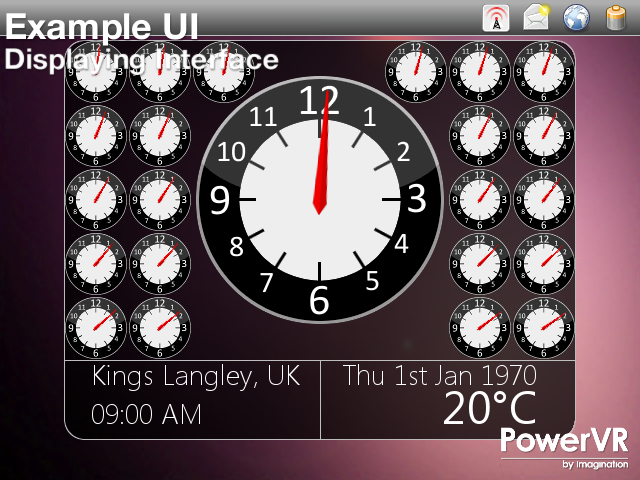 Example UI
Displaying Interface
12
11
1
10
2
9
3
8
4
7
5
6
Kings Langley, UK
Thu 1st Jan 1970
09:00 AM
20°C
PowerVR
by Imagination